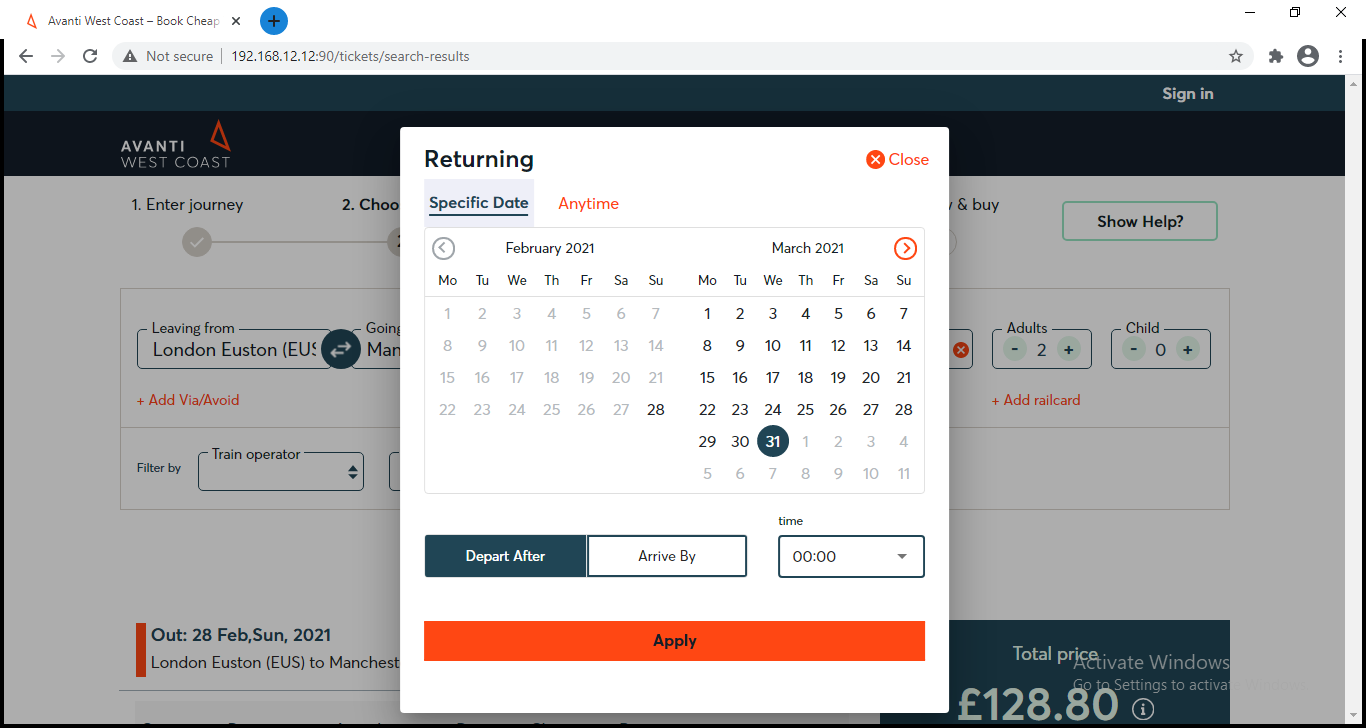 Avanti West Coast – Book Cheap
Not secure
192.168.12.12:90/tickets/search-results
Sign in
AVANTI
WEST COAST
1. Enter journey
2. Choo
& buy
Show Help?
Returning
Close
Specific Date
Anytime
February 2021
March 2021
Mo Tu We Th Fr Sa Su
Mo Tu We Th Fr Sa Su
1 2 3 4 5 6 7
1 2 3 4 5 6 7
8 9 10 11 12 13 14
8 9 10 11 12 13 14
15 16 17 18 19 20 21
15 16 17 18 19 20 21
22 23 24 25 26 27 28
22 23 24 25 26 27 28
29 30 31 1 2 3 4
5 6 7 8 9 10 11
Leaving from
London Euston (EUS
Going
Man
Adults
- 2 +
Child
- 0 +
+ Add Via/Avoid
+ Add railcard
Filter by
Train operator
time
Depart After
Arrive By
00:00
Apply
Out: 28 Feb,Sun, 2021
London Euston (EUS) to Manchest
Total price
£128.80
Activate Windows
Go to Settings to activate Windows.